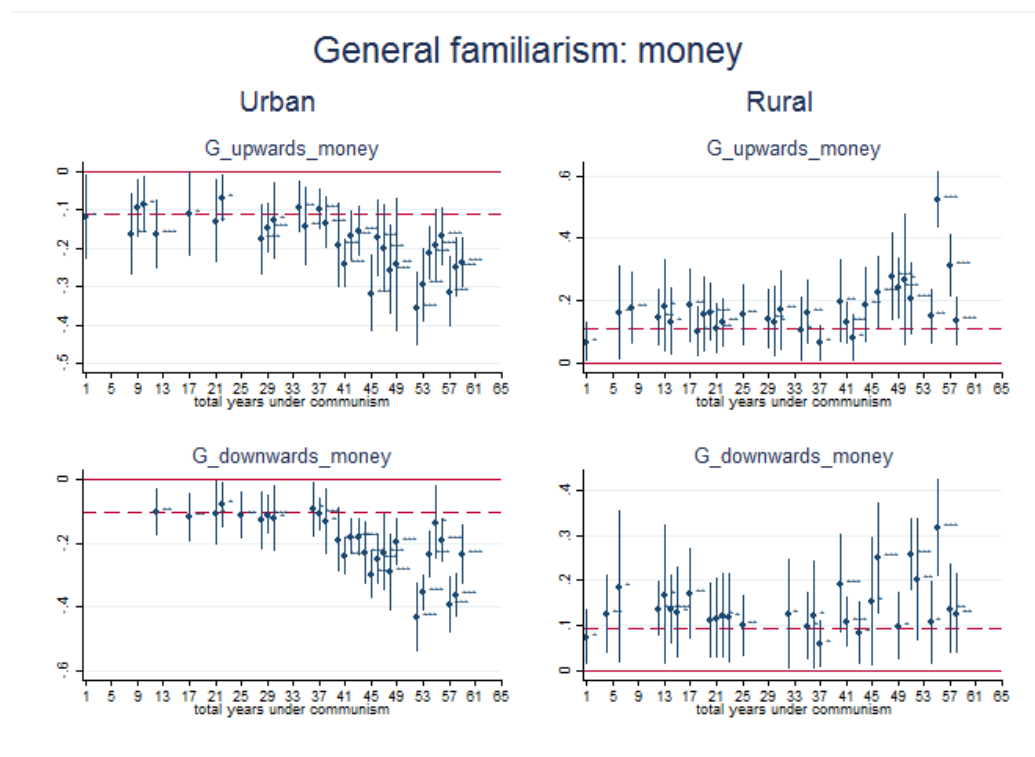 General familiarism: money
Urban
Rural
G_upwards_money
0
-.1
-.2
-.3
-.4
-.5
1 5 9 13 17 21 25 29 33 37 41 45 49 53 57 61 65
total years under communism
G_upwards_money
.6
.4
.2
0
1 5 9 13 17 21 25 29 33 37 41 45 49 53 57 61 65
total years under communism
G_downwards_money
0
-.2
-.4
-.6
1 5 9 13 17 21 25 29 33 37 41 45 49 53 57 61 65
total years under communism
G_downwards_money
.4
.3
.2
.1
0
1 5 9 13 17 21 25 29 33 37 41 45 49 53 57 61 65
total years under communism